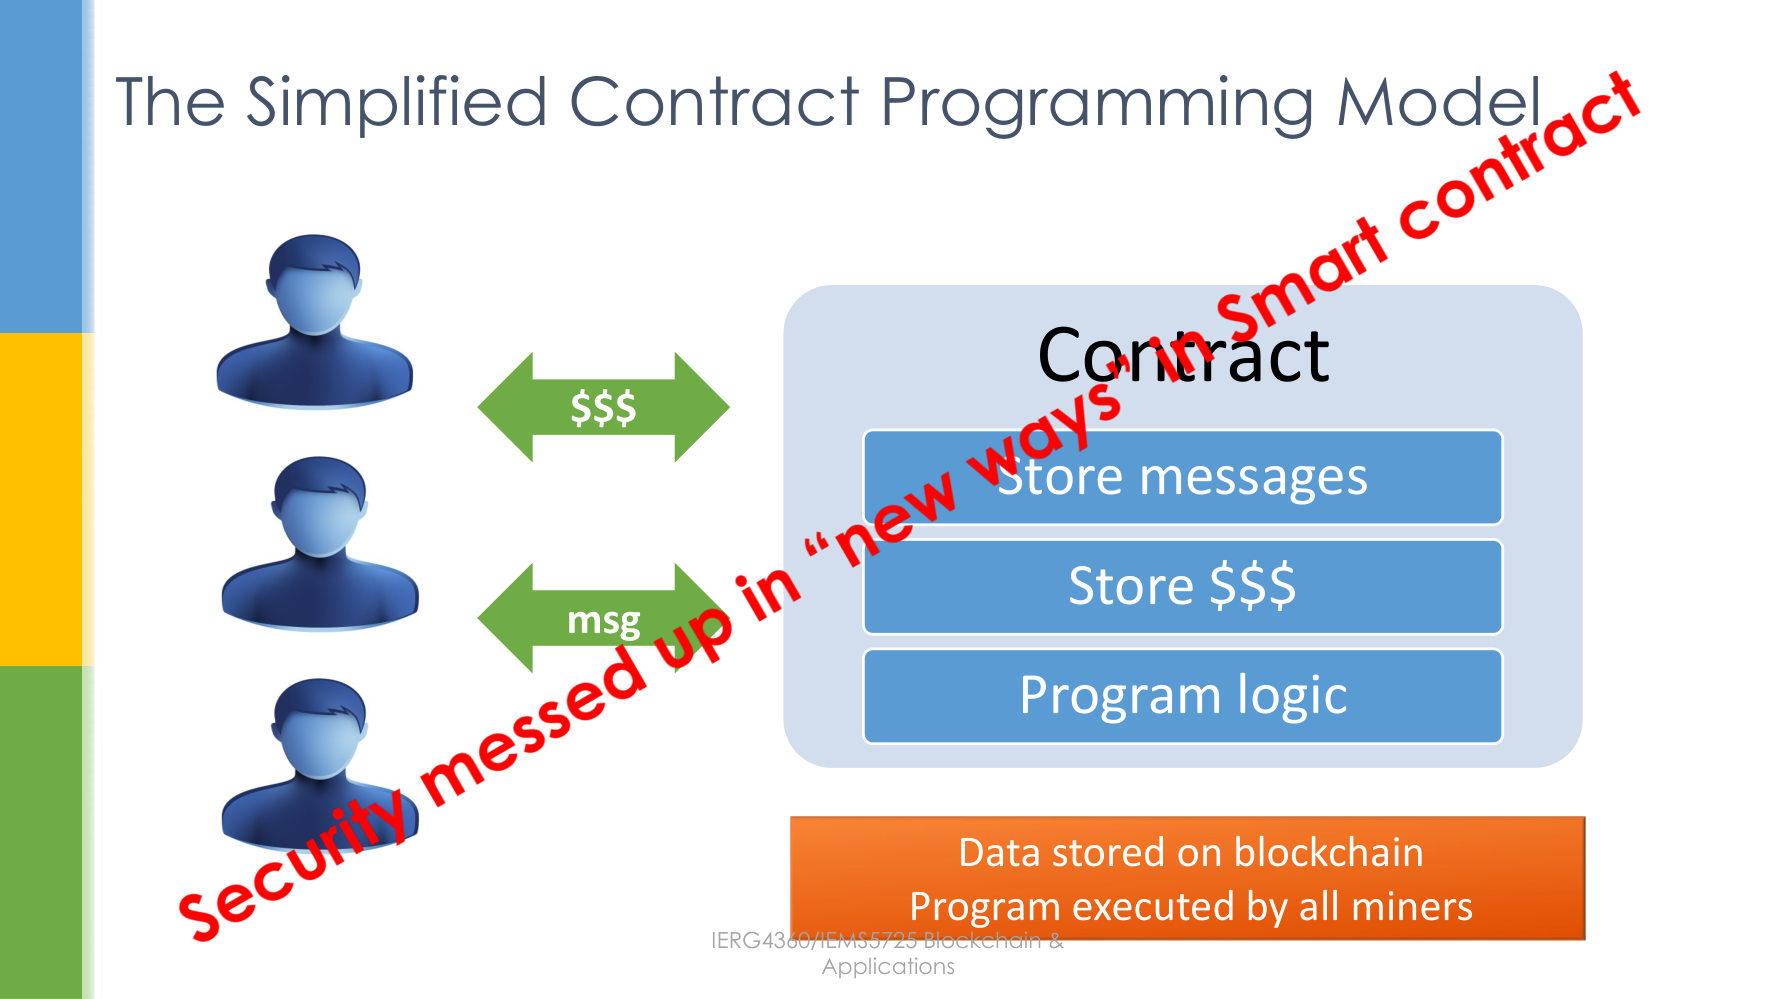 The Simplified Contract Programming Model
$$$
msg
Contract
Store messages
Store $$$
Program logic
Security messed up in “new ways” in Smart contract
Data stored on blockchain
Program executed by all miners
IERG4360/IEMS5725 Blockchain &
Applications